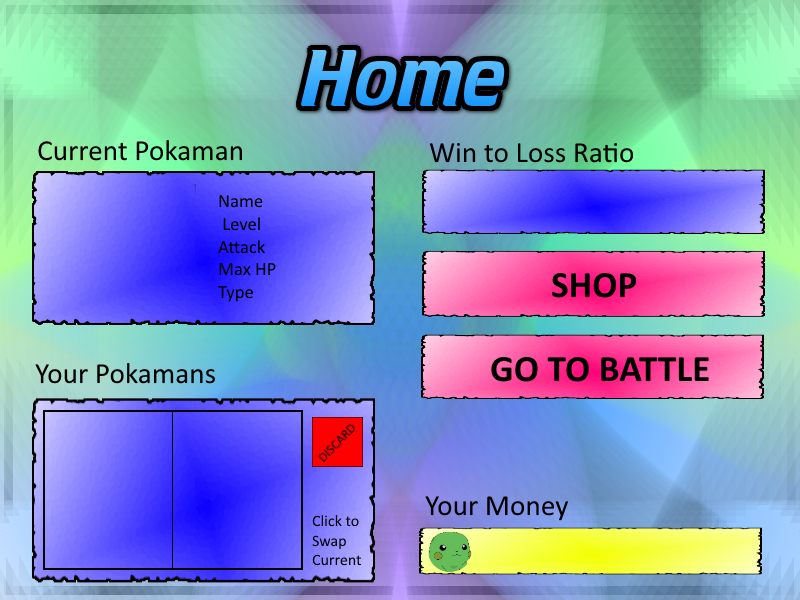 Home
Current Pokaman
Name
Level
Attack
Max HP
Type
Your Pokamans
DISCARD
Click to
Swap
Current
Win to Loss Ratio
SHOP
GO TO BATTLE
Your Money